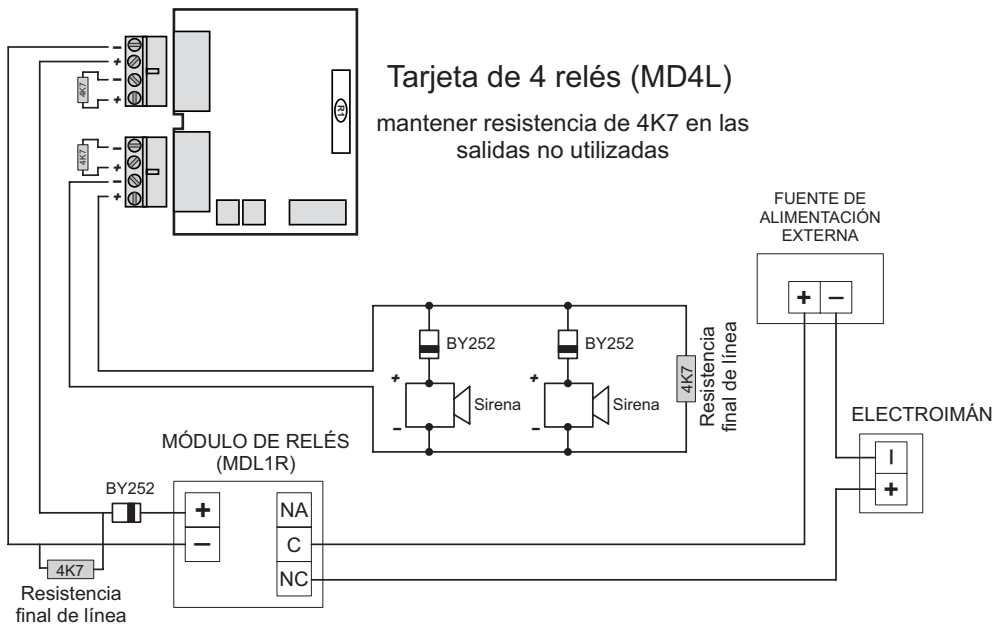 Tarjeta de 4 relés (MD4L)
mantener resistencia de 4K7 en las
salidas no utilizadas
–
+
–
+
4K7
–
+
–
+
4K7
R1
FUENTE DE
ALIMENTACIÓN
EXTERNA
+ –
BY252
BY252
+
–
Sirena
+
–
Sirena
4K7
Resistencia
final de línea
ELECTROIMÁN
–
+
MÓDULO DE RELÉS
(MDL1R)
BY252
+
–
NA
C
NC
4K7
Resistencia
final de línea